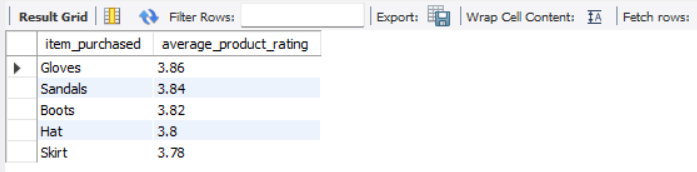 Result Grid Filter Rows: Export: Wrap Cell Content: IA Fetch rows:
item_purchased average_product_rating
Gloves 3.86
Sandals 3.84
Boots 3.82
Hat 3.8
Skirt 3.78